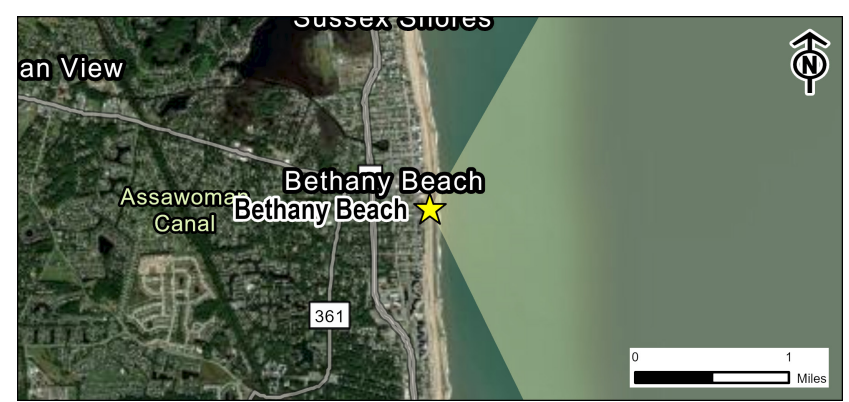 Sussex Shores
an View
N
Bethany Beach
Assawoman
Canal
Bethany Beach
361
0 1
Miles